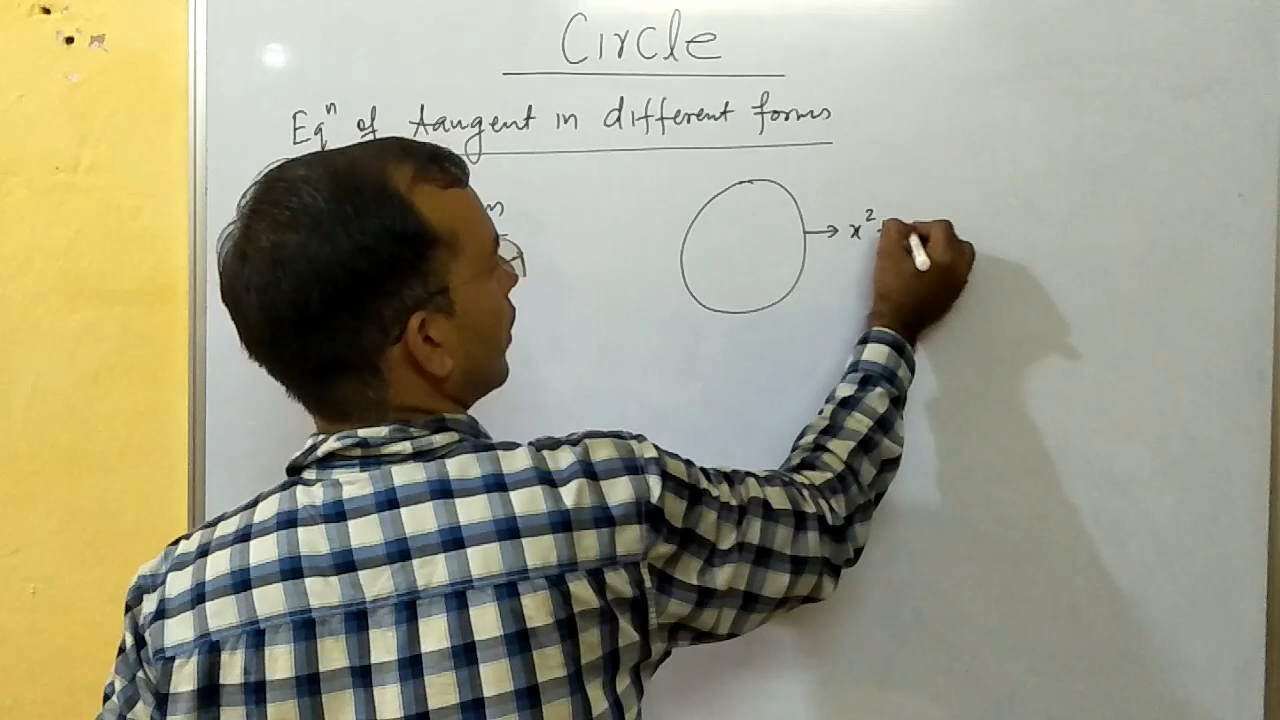 Circle
Eqⁿ of tangent in different forms
x²